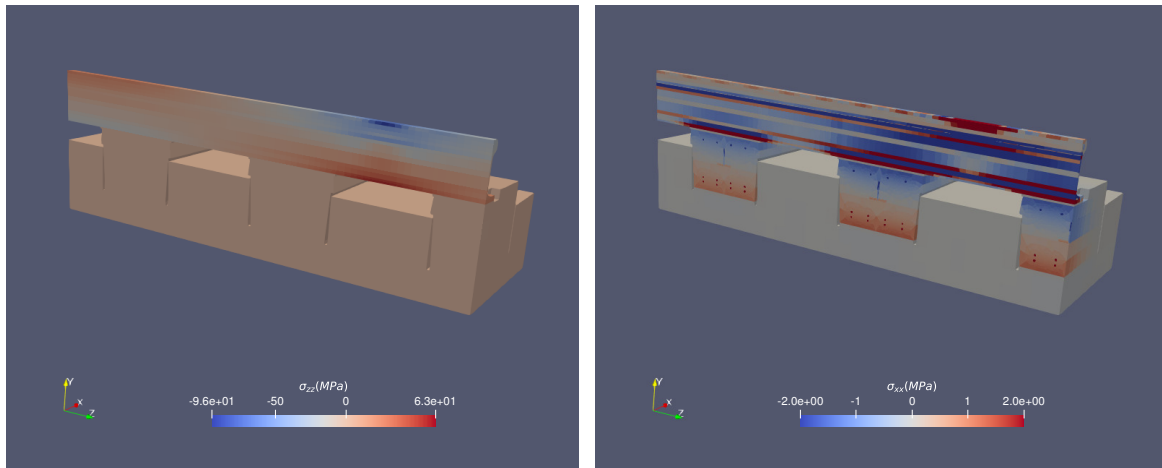 σzz(MPa)
-9.6e+01 -50 0 6.3e+01
Y
X
Z
σxx(MPa)
-2.0e+00 -1 0 1 2.0e+00
Y
X
Z